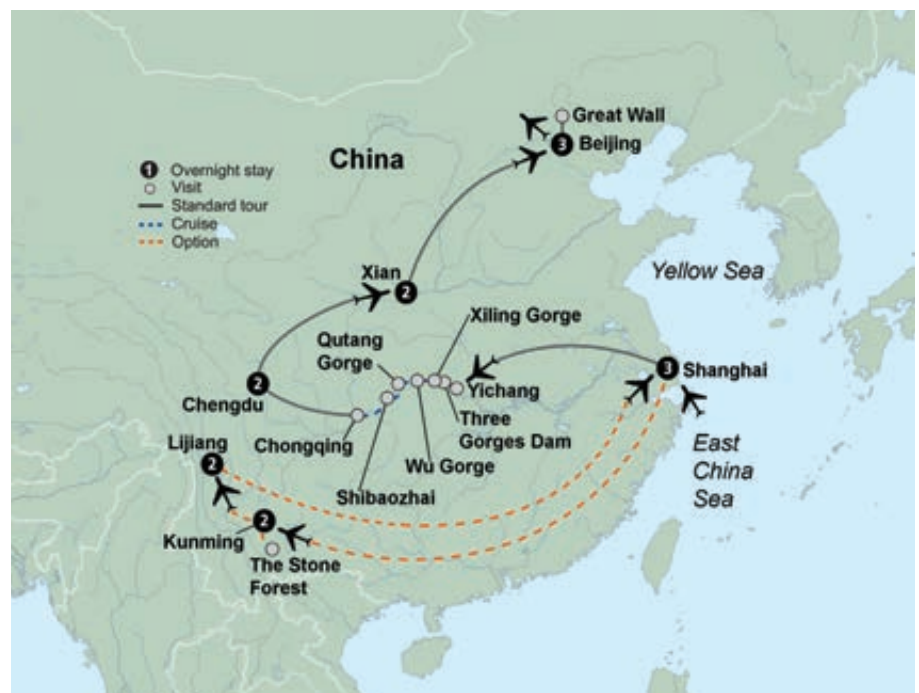 Great Wall
3
Beijing
China
1 Overnight stay
Visit
Standard tour
Cruise
Option
Xian
2
Yellow Sea
Xiling Gorge
Qutang
Gorge
3
Shanghai
2
Chengdu
Yichang
Three
Gorges Dam
Chongqing
Wu Gorge
Shibaozhai
East
China
Sea
Lijiang
2
2
Kunming
The Stone
Forest